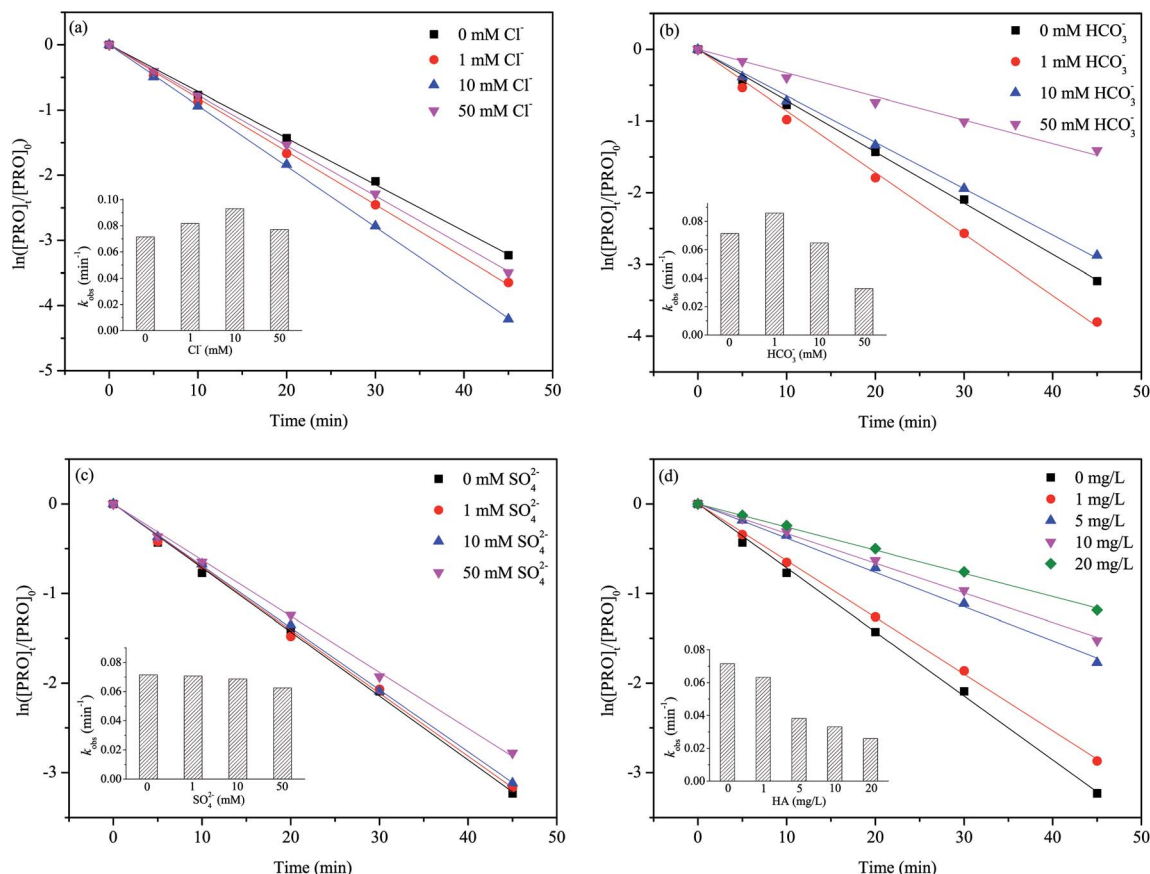 (a)
0 mM Cl⁻
1 mM Cl⁻
10 mM Cl⁻
50 mM Cl⁻
0
-1
-2
-3
-4
-5
ln([PRO]ₜ/[PRO]₀)
0.10
0.08
0.06
0.04
0.02
0.00
k_obs (min⁻¹)
0 1 10 50
Cl⁻ (mM)
0 10 20 30 40 50
Time (min)
(b)
0 mM HCO₃⁻
1 mM HCO₃⁻
10 mM HCO₃⁻
50 mM HCO₃⁻
0
-1
-2
-3
-4
ln([PRO]ₜ/[PRO]₀)
0.08
0.06
0.04
0.02
0.00
k_obs (min⁻¹)
0 1 10 50
HCO₃⁻ (mM)
0 10 20 30 40 50
Time (min)
(c)
0 mM SO₄²⁻
1 mM SO₄²⁻
10 mM SO₄²⁻
50 mM SO₄²⁻
0
-1
-2
-3
ln([PRO]ₜ/[PRO]₀)
0.08
0.06
0.04
0.02
0.00
k_obs (min⁻¹)
0 1 10 50
SO₄²⁻ (mM)
0 10 20 30 40 50
Time (min)
(d)
0 mg/L
1 mg/L
5 mg/L
10 mg/L
20 mg/L
0
-1
-2
-3
ln([PRO]ₜ/[PRO]₀)
0.08
0.06
0.04
0.02
0.00
k_obs (min⁻¹)
0 1 5 10 20
HA (mg/L)
0 10 20 30 40 50
Time (min)